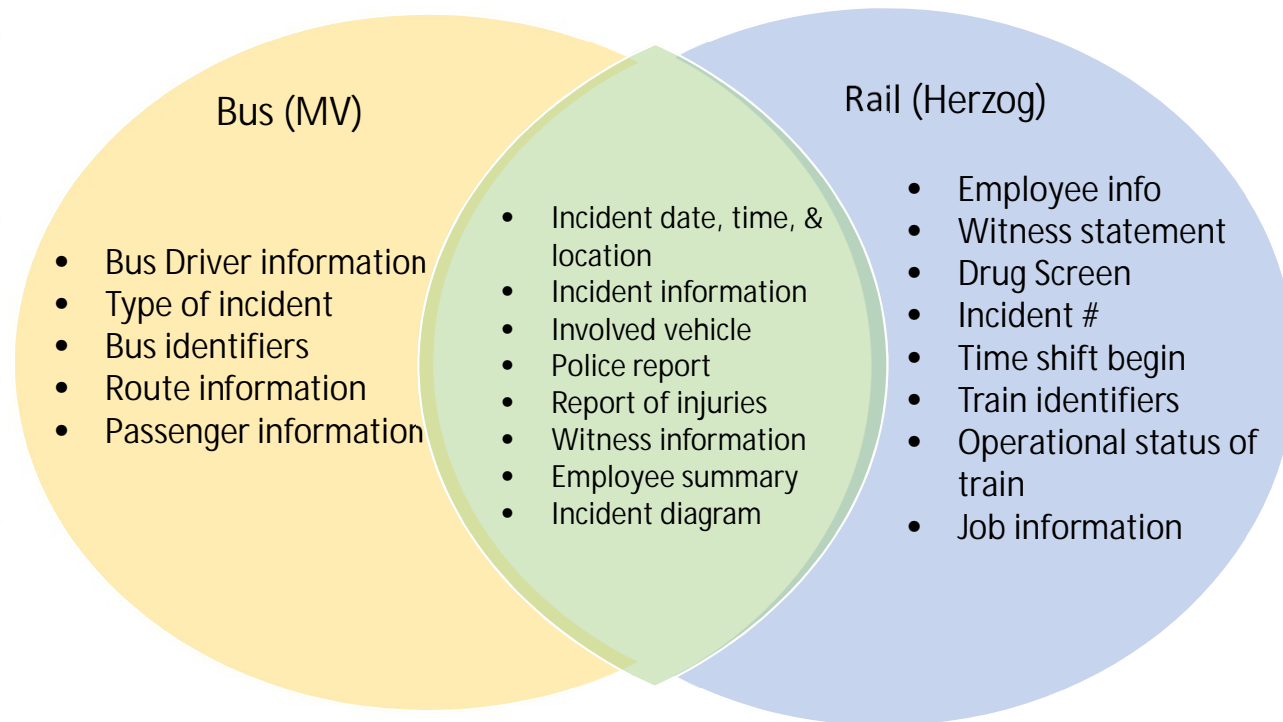 Bus (MV)
• Bus Driver information
• Type of incident
• Bus identifiers
• Route information
• Passenger information
• Incident date, time, &
location
• Incident information
• Involved vehicle
• Police report
• Report of injuries
• Witness information
• Employee summary
• Incident diagram
Rail (Herzog)
• Employee info
• Witness statement
• Drug Screen
• Incident #
• Time shift begin
• Train identifiers
• Operational status of
train
• Job information